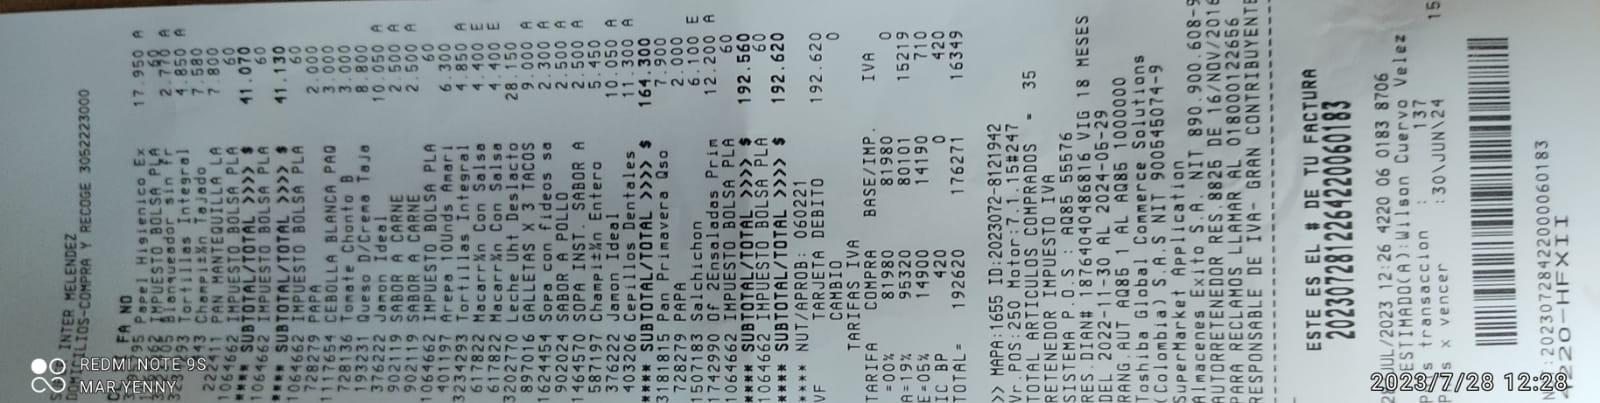 INTER MELENDEZ
DOMICILIOS-COMPRA Y RECOGE 3052223000
Papel Higienico Ex 17.950 A
IMPUESTO BOLSA PLA 60
Blanqueador sin fr 2.770 A
Tortillas Integral 4.850 A
Champi±n Tajado 7.580
222411 PAN MANTEQUILLA LA 7.800
1064662 IMPUESTO BOLSA PLA 60
**** SUBTOTAL/TOTAL >>>> $ 41.070
1064662 IMPUESTO BOLSA PLA 60
**** SUBTOTAL/TOTAL >>>> $ 41.130
1064662 IMPUESTO BOLSA PLA 60
1728279 PAPA 2.000
1117654 CEBOLLA BLANCA PAQ 3.000
728136 Tomate Chonto B 3.000
193231 Queso D/Crema Taja 8.000
376222 Jamon Ideal 10.050 A
902119 SABOR A CARNE 2.500 A
902119 SABOR A CARNE 2.500 A
1064662 IMPUESTO BOLSA PLA 60
401197 Arepa 10Unds Amari 6.300
3234293 Tortillas Integral 4.850 A
617822 Macarr¾n Con Salsa 4.400 E
617822 Macarr¾n Con Salsa 4.400 E
3202770 Leche Uht Deslacto 28.150
897016 GALLETAS X 3 TACOS 9.000 A
1624454 Sopa con fideos sa 2.300 A
902024 SABOR A POLLO 2.500 A
1464570 SOPA INST. SABOR A 2.500 A
587197 Champi±n Entero 5.450
376222 Jamon Ideal 10.050 A
403206 Cerillos Dentales 11.300 A
**** SUBTOTAL/TOTAL >>>> $ 164.300
3181815 Pan Primavera Qso 7.900
1728279 PAPA 2.000
1507183 Salchichon 6.100 E
1742990 Of 2Ensaladas Prim 12.200 A
1064662 IMPUESTO BOLSA PLA 60
**** SUBTOTAL/TOTAL >>>> $ 192.560
1064662 IMPUESTO BOLSA PLA 60
**** SUBTOTAL/TOTAL >>>> $ 192.620
**** NUT/APROB: 060221
VF TARJETA DEBITO 192.620
CAMBIO 0
TARIFAS IVA
TARIFA COMPRA BASE/IMP. IVA
=00% 81980 81980 0
A=19% 95320 80101 15219
E=05% 14900 14190 710
IC BP 420 0 420
TOTAL= 192620 176271 16349
>> MAPA:1655 ID:2023072-8121942
Vr.POS:250 Motor:7.1.15#247
TOTAL ARTICULOS COMPRADOS = 35
RETENEDOR IMPUESTO IVA
SISTEMA P.O.S : AQ85 55576
RES.DIAN# 18764040486816 VIG 18 MESES
DEL 2022-11-30 AL 2024-05-29
RANG.AUT AQ85 1 AL AQ85 1000000
Toshiba Global Commerce Solutions
(Colombia) S.A.S NIT 900545074-9
SuperMarket Application
Almacenes Exito S.A. NIT 890.900.608-9
AUTORRETENEDOR RES.8825 DE 16/NOV/2016
PARA RECLAMOS LLAMAR AL 018000122656
RESPONSABLE DE IVA- GRAN CONTRIBUYENTE
ESTE ES EL # DE TU FACTURA
2023072812264220060183
JUL/2023 12:26 4220 06 0183 8706
ESTIMADO(A):Wilson Cuervo Velez
transaccion : 137
x vencer :30\JUN\24 15
:20230728422000060183
4220-HFXII
REDMI NOTE 9S
MAR YENNY
2023/7/28 12:28